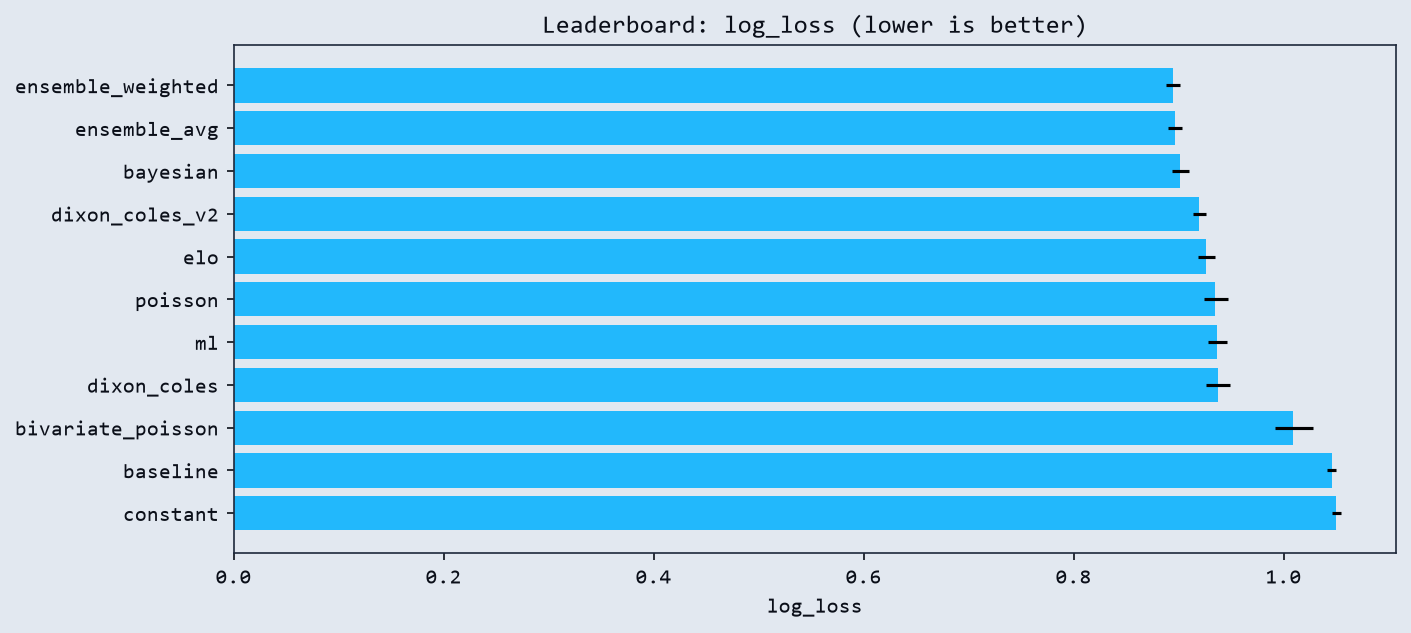 Leaderboard: log_loss (lower is better)
ensemble_weighted
ensemble_avg
bayesian
dixon_coles_v2
elo
poisson
ml
dixon_coles
bivariate_poisson
baseline
constant
0.0 0.2 0.4 0.6 0.8 1.0
log_loss